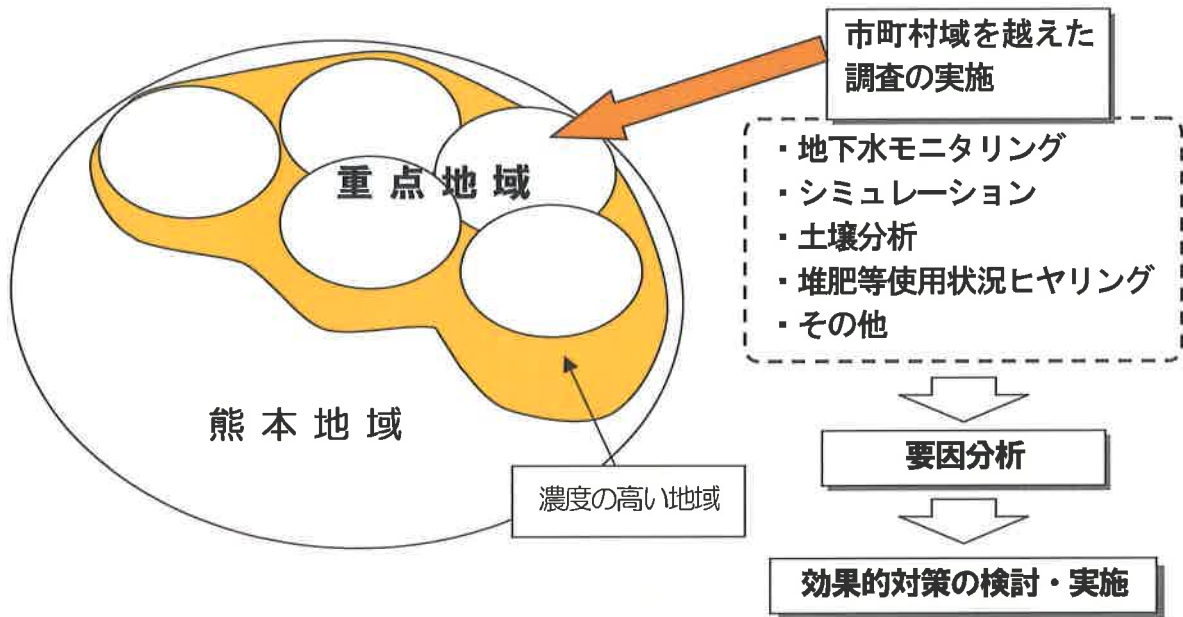 市町村域を越えた
調査の実施
・地下水モニタリング
・シミュレーション
・土壌分析
・堆肥等使用状況ヒヤリング
・その他
重点地域
熊本地域
濃度の高い地域
要因分析
効果的対策の検討・実施